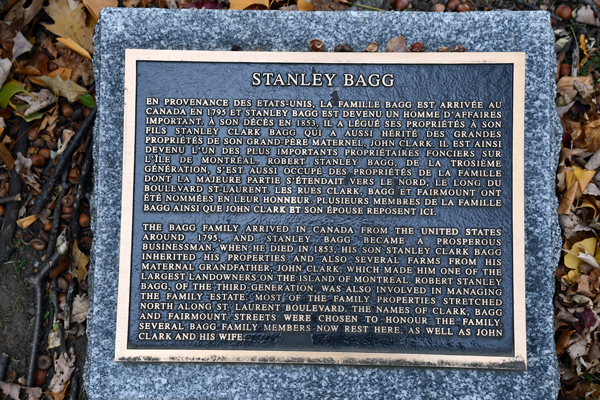 STANLEY BAGG
EN PROVENANCE DES ETATS-UNIS, LA FAMILLE BAGG EST ARRIVÉE AU
CANADA EN 1795 ET STANLEY BAGG EST DEVENU UN HOMME D'AFFAIRES
IMPORTANT. À SON DÉCÈS EN 1853, IL A LÉGUÉ SES PROPRIÉTÉS À SON
FILS STANLEY CLARK BAGG QUI A AUSSI HÉRITÉ DES GRANDES
PROPRIÉTÉS DE SON GRAND-PÈRE MATERNEL, JOHN CLARK. IL EST AINSI
DEVENU L'UN DES PLUS IMPORTANTS PROPRIÉTAIRES FONCIERS SUR
L'ÎLE DE MONTRÉAL. ROBERT STANLEY BAGG, DE LA TROISIÈME
GÉNÉRATION, S'EST AUSSI OCCUPÉ DES PROPRIÉTÉS DE LA FAMILLE
DONT LA MAJEURE PARTIE S'ÉTENDAIT VERS LE NORD, LE LONG DU
BOULEVARD ST-LAURENT. LES RUES CLARK, BAGG ET FAIRMOUNT ONT
ÉTÉ NOMMÉES EN LEUR HONNEUR. PLUSIEURS MEMBRES DE LA FAMILLE
BAGG AINSI QUE JOHN CLARK ET SON ÉPOUSE REPOSENT ICI.
THE BAGG FAMILY ARRIVED IN CANADA FROM THE UNITED STATES
AROUND 1795, AND STANLEY BAGG BECAME A PROSPEROUS
BUSINESSMAN. WHEN HE DIED IN 1853, HIS SON STANLEY CLARK BAGG
INHERITED HIS PROPERTIES AND ALSO SEVERAL FARMS FROM HIS
MATERNAL GRANDFATHER, JOHN CLARK, WHICH MADE HIM ONE OF THE
LARGEST LANDOWNERS ON THE ISLAND OF MONTREAL. ROBERT STANLEY
BAGG, OF THE THIRD GENERATION, WAS ALSO INVOLVED IN MANAGING
THE FAMILY ESTATE. MOST OF THE FAMILY PROPERTIES STRETCHED
NORTH ALONG ST. LAURENT BOULEVARD. THE NAMES OF CLARK, BAGG
AND FAIRMOUNT STREETS WERE CHOSEN TO HONOUR THE FAMILY.
SEVERAL BAGG FAMILY MEMBERS NOW REST HERE, AS WELL AS JOHN
CLARK AND HIS WIFE.